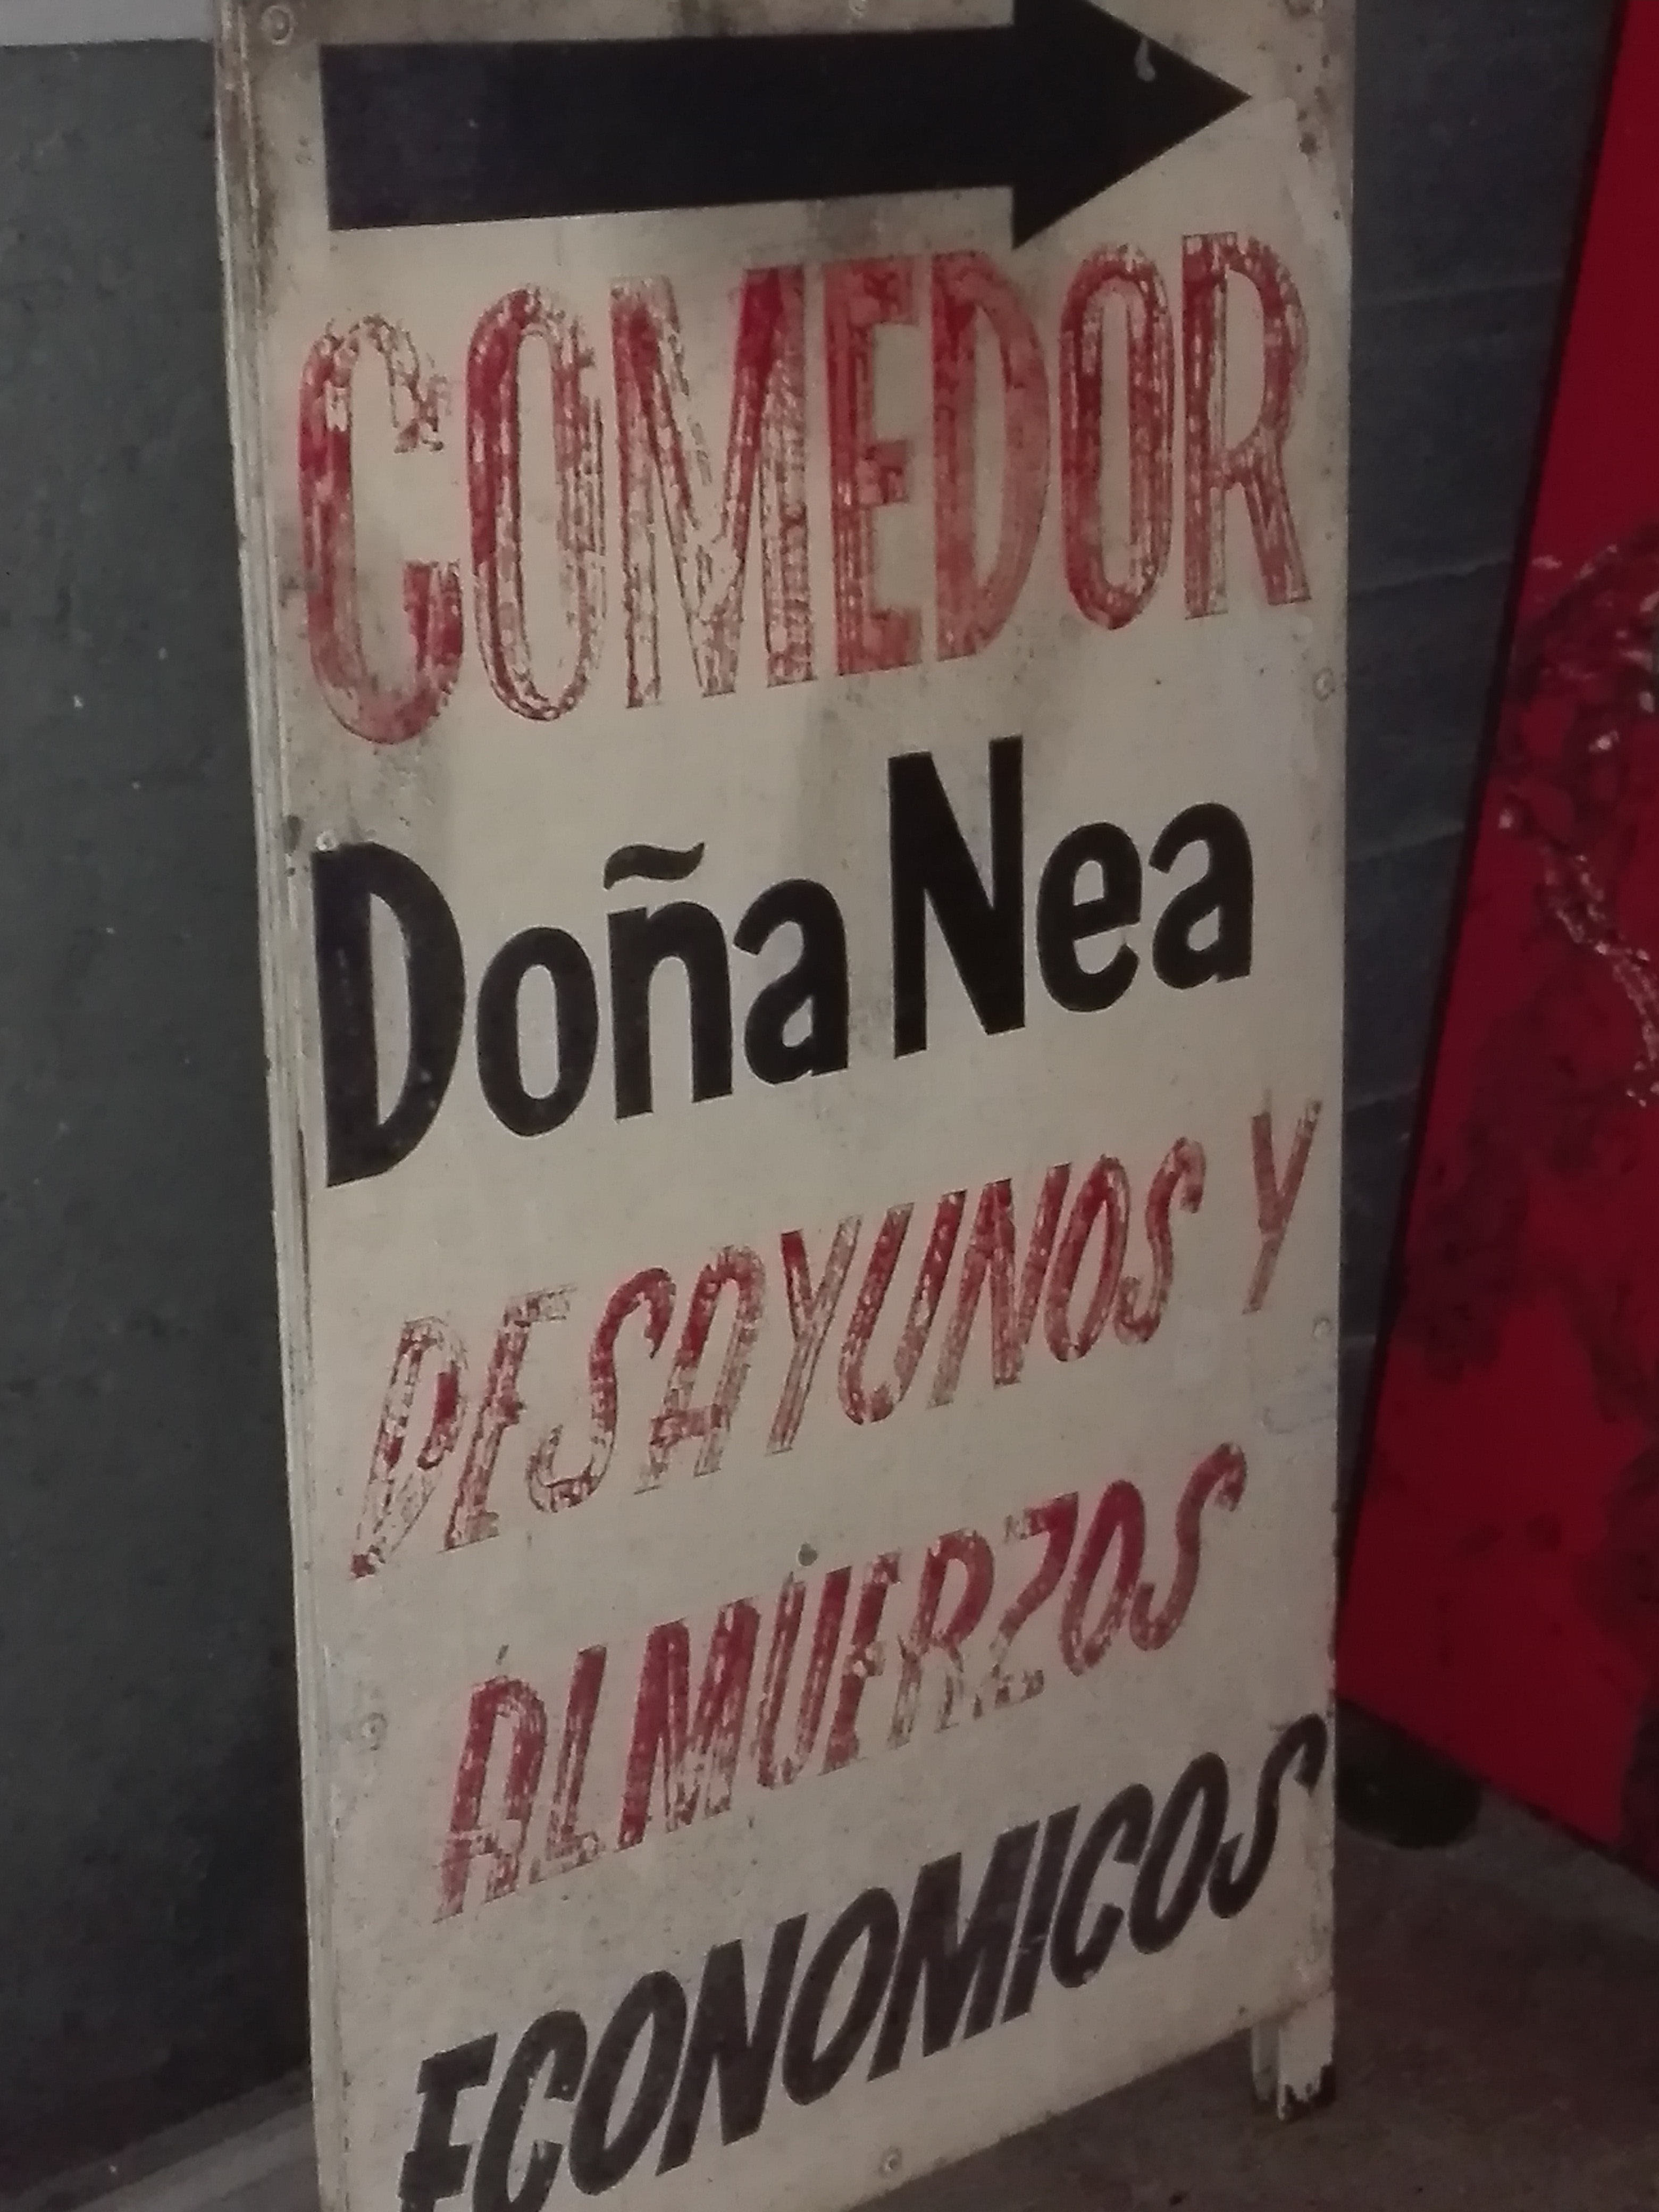 COMEDOR
Doña Nea
DESAYUNOS Y
ALMUERZOS
ECONOMICOS